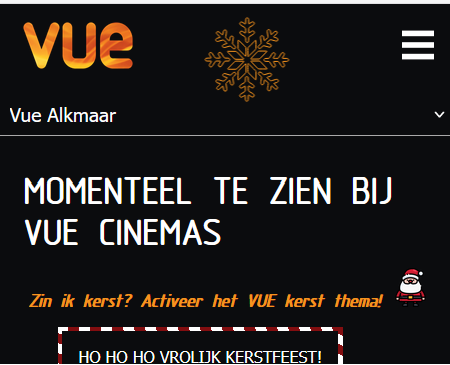 vue
Vue Alkmaar
MOMENTEEL TE ZIEN BIJ
VUE CINEMAS
Zin ik kerst? Activeer het VUE kerst thema!
HO HO HO VROLIJK KERSTFEEST!